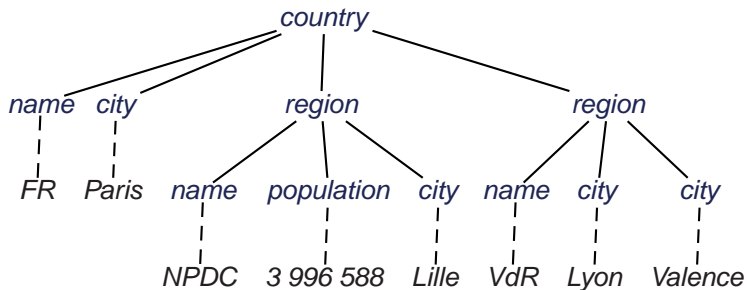 country
name city region region
FR Paris name population city name city city
NPDC 3 996 588 Lille VdR Lyon Valence